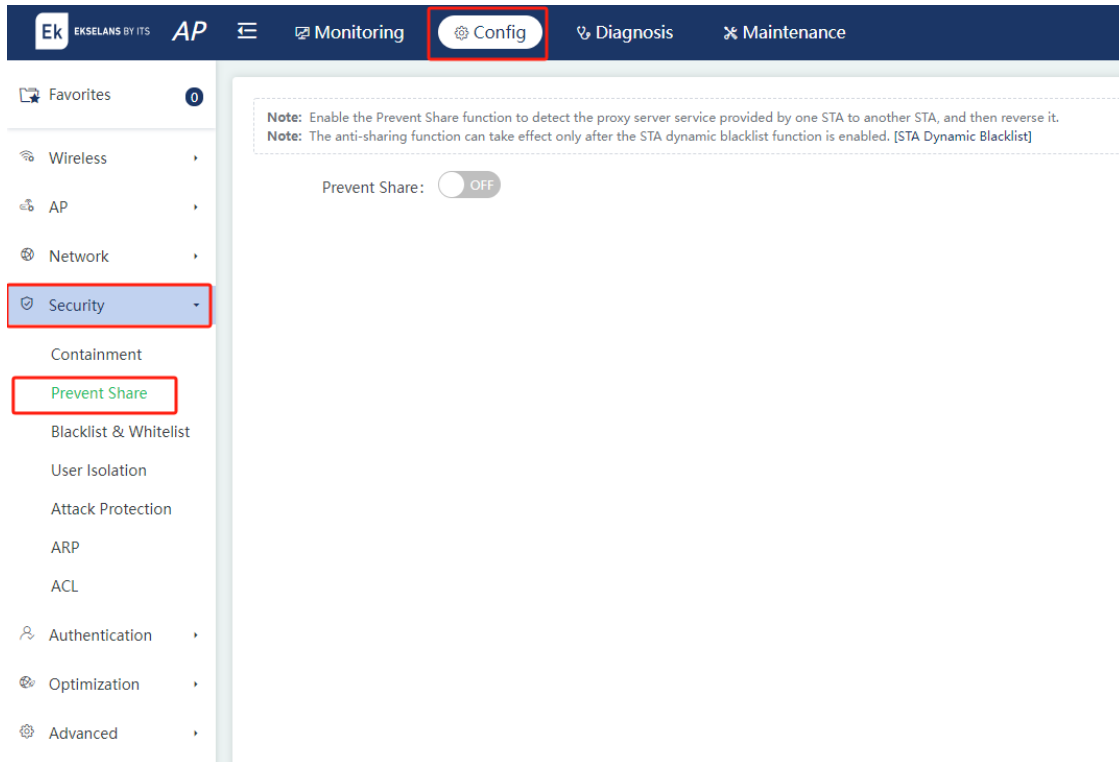 Ek EKSELANS BY ITS AP Monitoring Config Diagnosis Maintenance
Favorites 0
Note: Enable the Prevent Share function to detect the proxy server service provided by one STA to another STA, and then reverse it.
Note: The anti-sharing function can take effect only after the STA dynamic blacklist function is enabled. [STA Dynamic Blacklist]
Prevent Share: OFF
Wireless
AP
Network
Security
Containment
Prevent Share
Blacklist & Whitelist
User Isolation
Attack Protection
ARP
ACL
Authentication
Optimization
Advanced